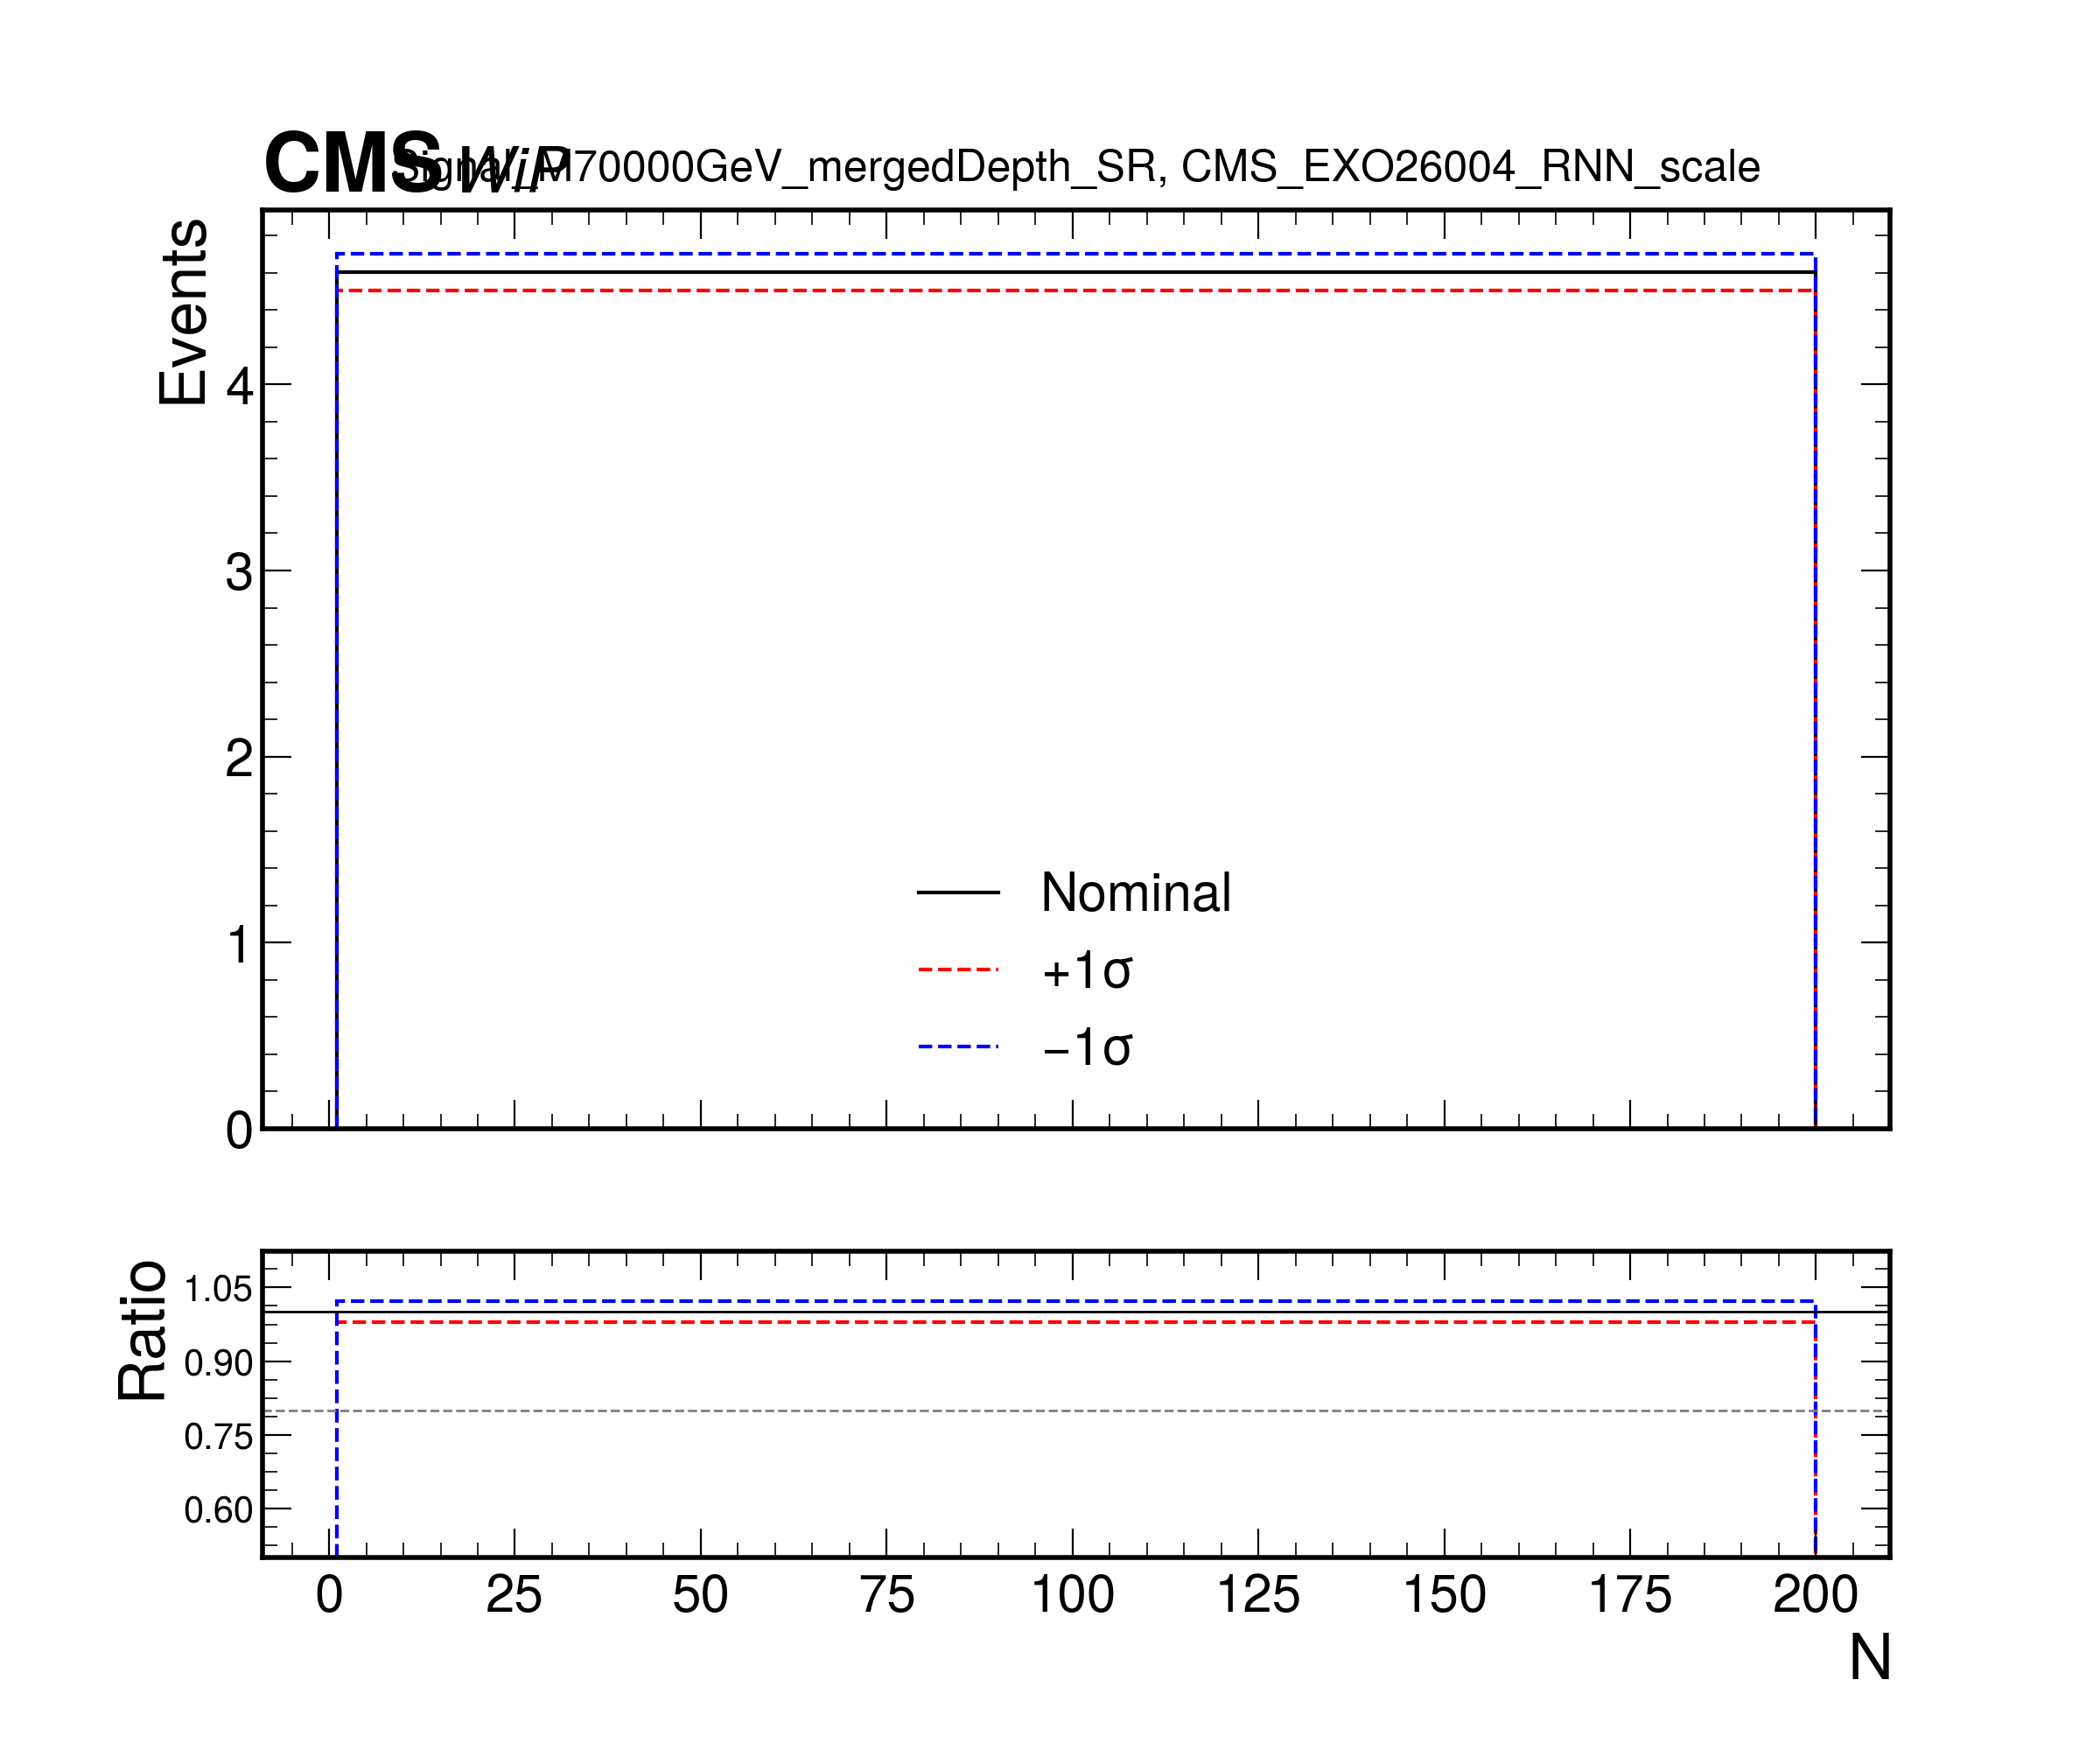 CMS WiP
Signal_M70000GeV_mergedDepth_SR, CMS_EXO26004_RNN_scale
Events
4
3
2
1
0
Nominal
+1σ
−1σ
Ratio
1.05
0.90
0.75
0.60
0 25 50 75 100 125 150 175 200
N